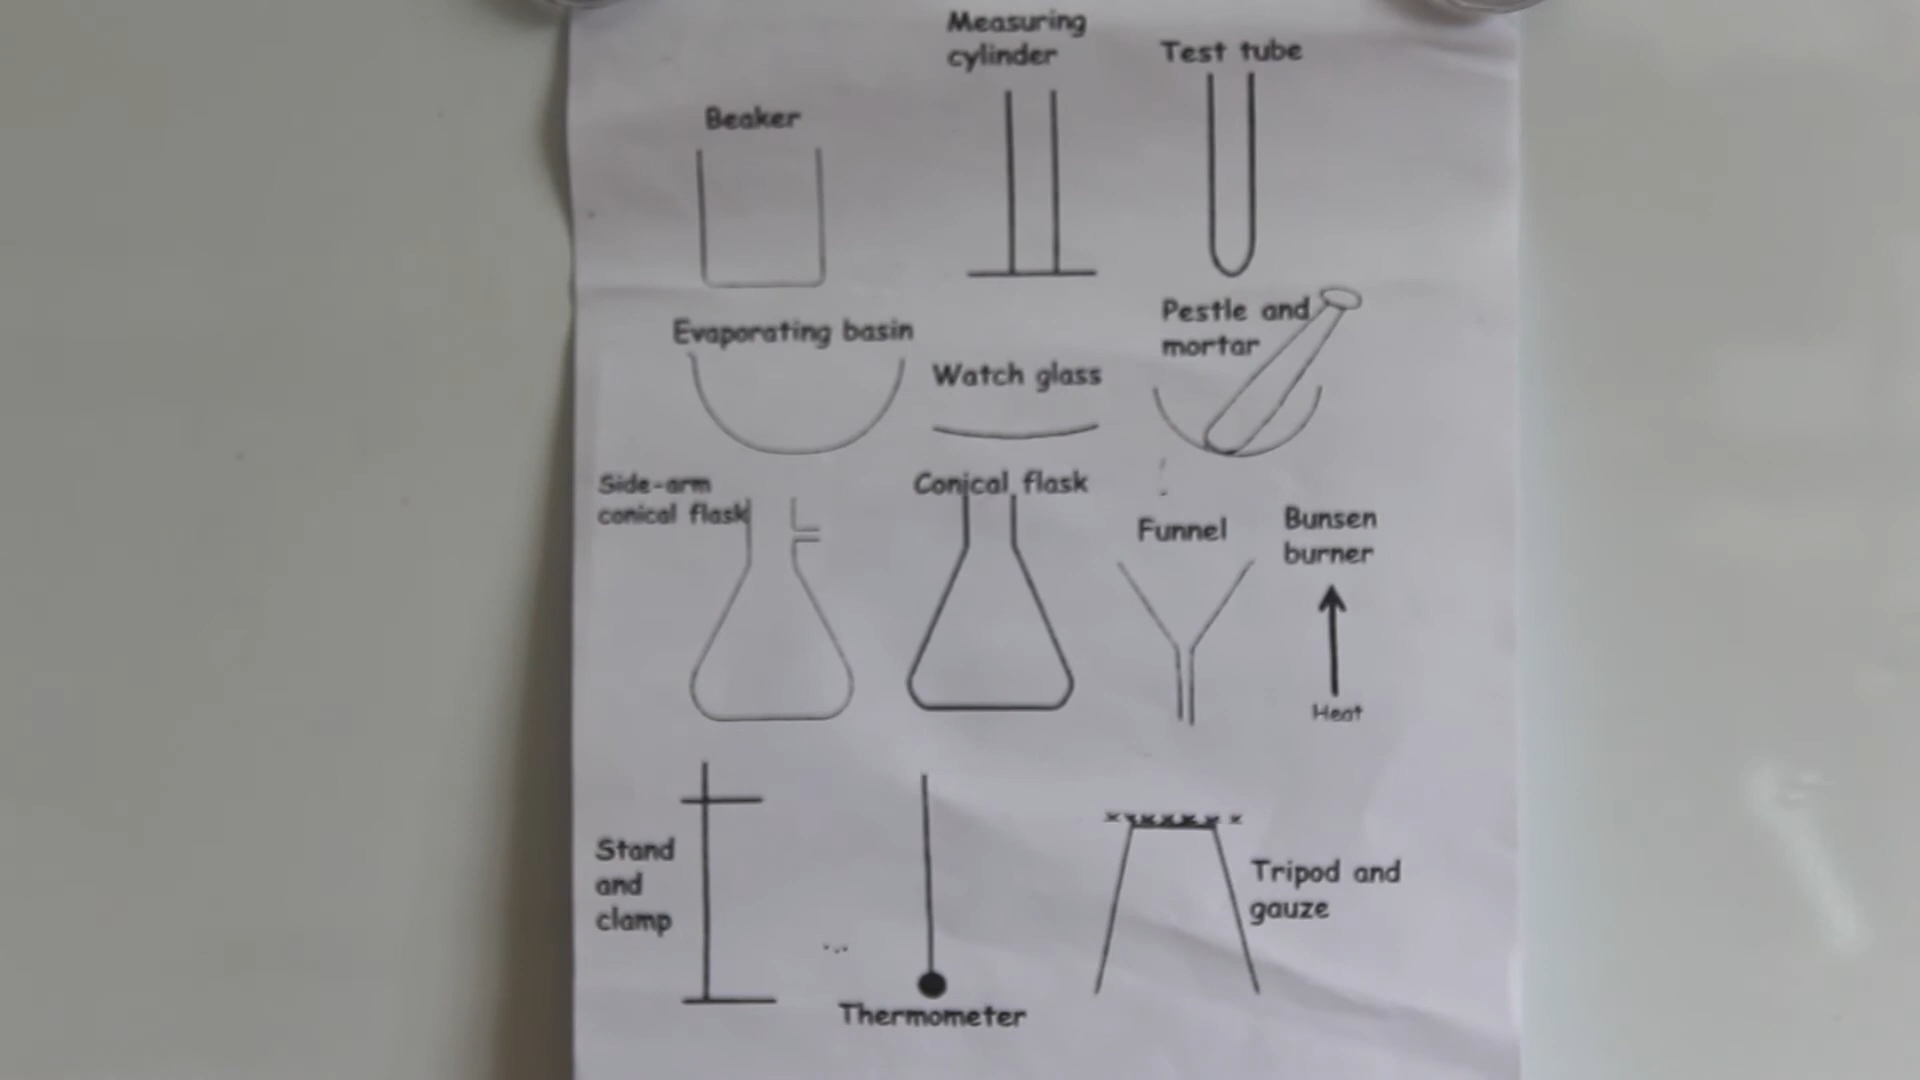 Measuring
cylinder
Test tube
Beaker
Evaporating basin
Watch glass
Pestle and
mortar
Side-arm
conical flask
Conical flask
Funnel
Bunsen
burner
Heat
Stand
and
clamp
Thermometer
Tripod and
gauze